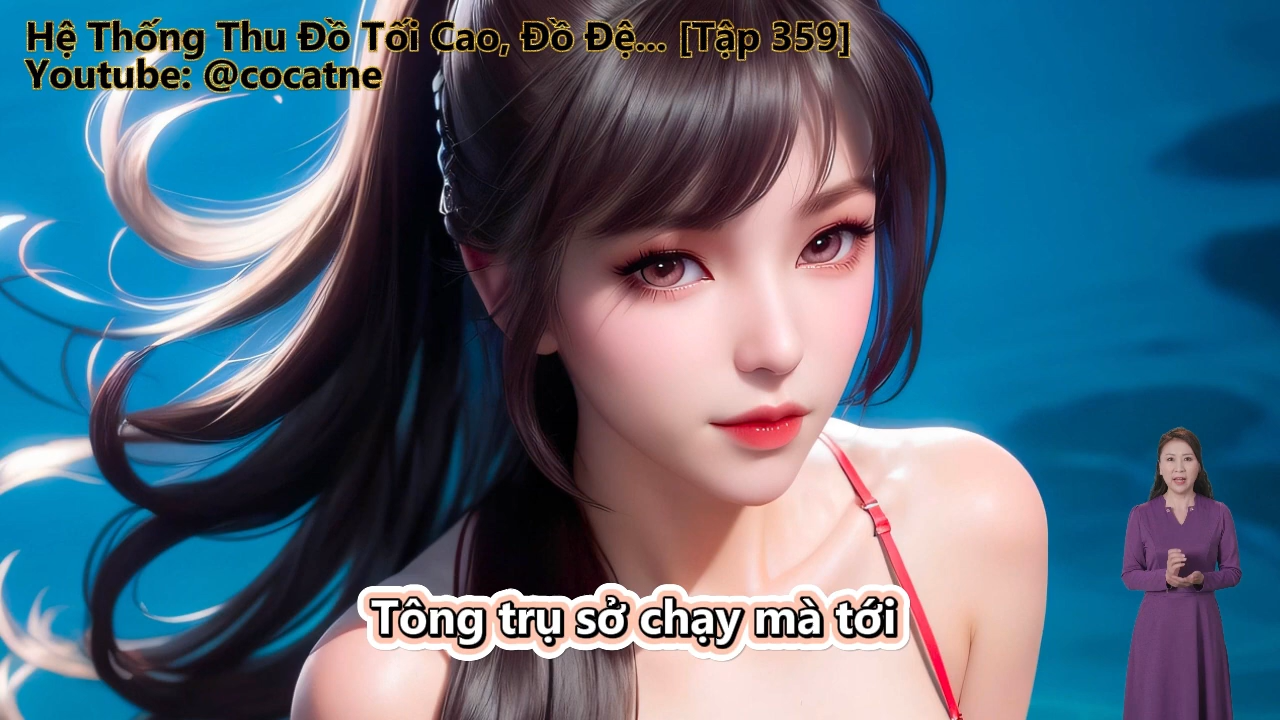 Hệ Thống Thu Đồ Tối Cao, Đồ Đệ... [Tập 359]
Youtube: @cocatne
Tông trụ sở chạy mà tới